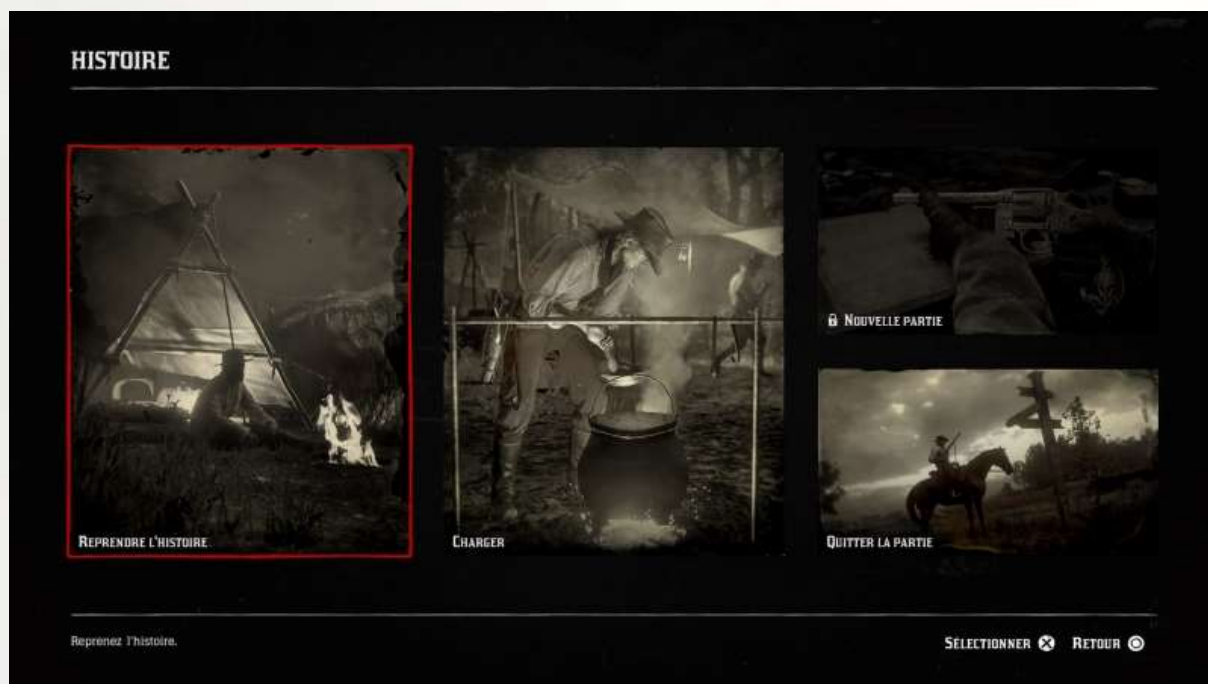 HISTOIRE
REPRENDRE L'HISTOIRE
CHARGER
NOUVELLE PARTIE
QUITTER LA PARTIE
Reprenez l'histoire.
SÉLECTIONNER
RETOUR